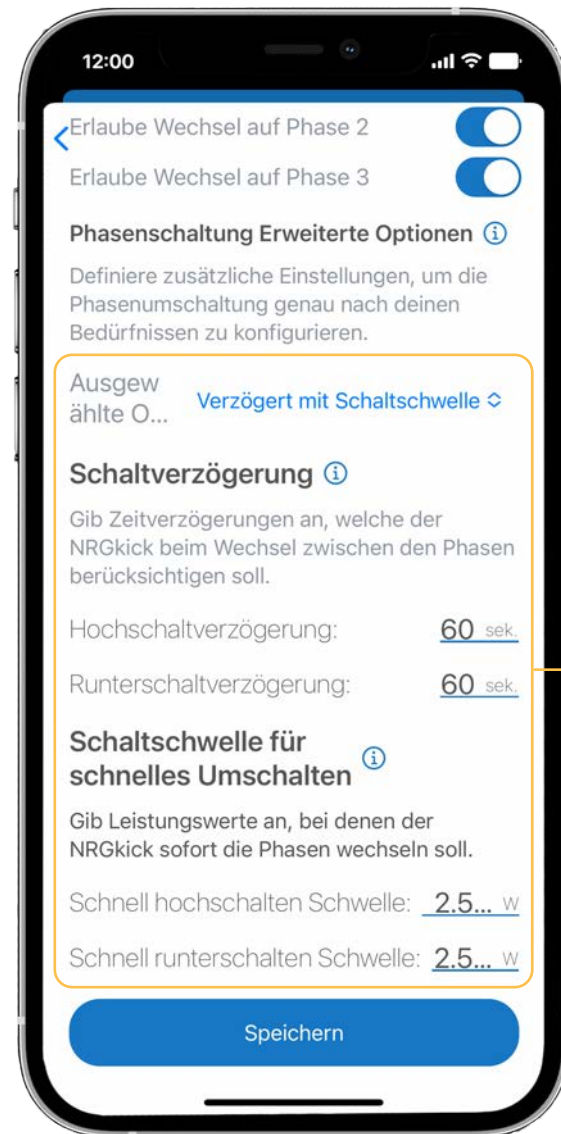 12:00
Erlaube Wechsel auf Phase 2
Erlaube Wechsel auf Phase 3
Phasenschaltung Erweiterte Optionen
Definiere zusätzliche Einstellungen, um die
Phasenumschaltung genau nach deinen
Bedürfnissen zu konfigurieren.
Ausgew
ählte O...
Verzögert mit Schaltschwelle
Schaltverzögerung
Gib Zeitverzögerungen an, welche der
NRGkick beim Wechsel zwischen den Phasen
berücksichtigen soll.
Hochschaltverzögerung: 60 sek.
Runterschaltverzögerung: 60 sek.
Schaltschwelle für
schnelles Umschalten
Gib Leistungswerte an, bei denen der
NRGkick sofort die Phasen wechseln soll.
Schnell hochschalten Schwelle: 2.5... W
Schnell runterschalten Schwelle: 2.5... W
Speichern